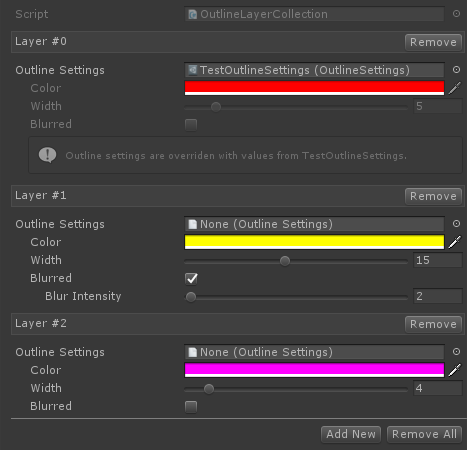 Script OutlineLayerCollection
Layer #0 Remove
Outline Settings TestOutlineSettings (OutlineSettings)
Color
Width 5
Blurred
Outline settings are overriden with values from TestOutlineSettings.
Layer #1 Remove
Outline Settings None (Outline Settings)
Color
Width 15
Blurred
Blur Intensity 2
Layer #2 Remove
Outline Settings None (Outline Settings)
Color
Width 4
Blurred
Add New Remove All